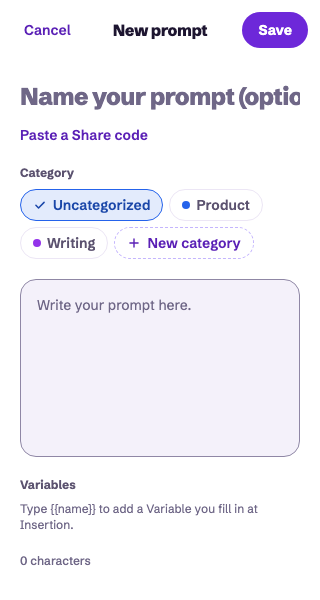 Cancel
New prompt
Save
Name your prompt (optio
Paste a Share code
Category
Uncategorized
Product
Writing
New category
Write your prompt here.
Variables
Type {{name}} to add a Variable you fill in at
Insertion.
0 characters